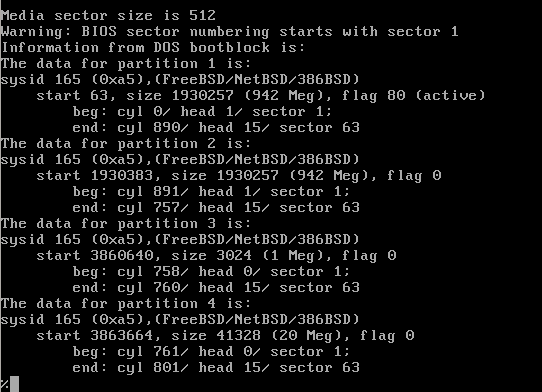 Media sector size is 512
Warning: BIOS sector numbering starts with sector 1
Information from DOS bootblock is:
The data for partition 1 is:
sysid 165 (0xa5),(FreeBSD/NetBSD/386BSD)
    start 63, size 1930257 (942 Meg), flag 80 (active)
        beg: cyl 0/ head 1/ sector 1;
        end: cyl 890/ head 15/ sector 63
The data for partition 2 is:
sysid 165 (0xa5),(FreeBSD/NetBSD/386BSD)
    start 1930383, size 1930257 (942 Meg), flag 0
        beg: cyl 891/ head 1/ sector 1;
        end: cyl 757/ head 15/ sector 63
The data for partition 3 is:
sysid 165 (0xa5),(FreeBSD/NetBSD/386BSD)
    start 3860640, size 3024 (1 Meg), flag 0
        beg: cyl 758/ head 0/ sector 1;
        end: cyl 760/ head 15/ sector 63
The data for partition 4 is:
sysid 165 (0xa5),(FreeBSD/NetBSD/386BSD)
    start 3863664, size 41328 (20 Meg), flag 0
        beg: cyl 761/ head 0/ sector 1;
        end: cyl 801/ head 15/ sector 63
%